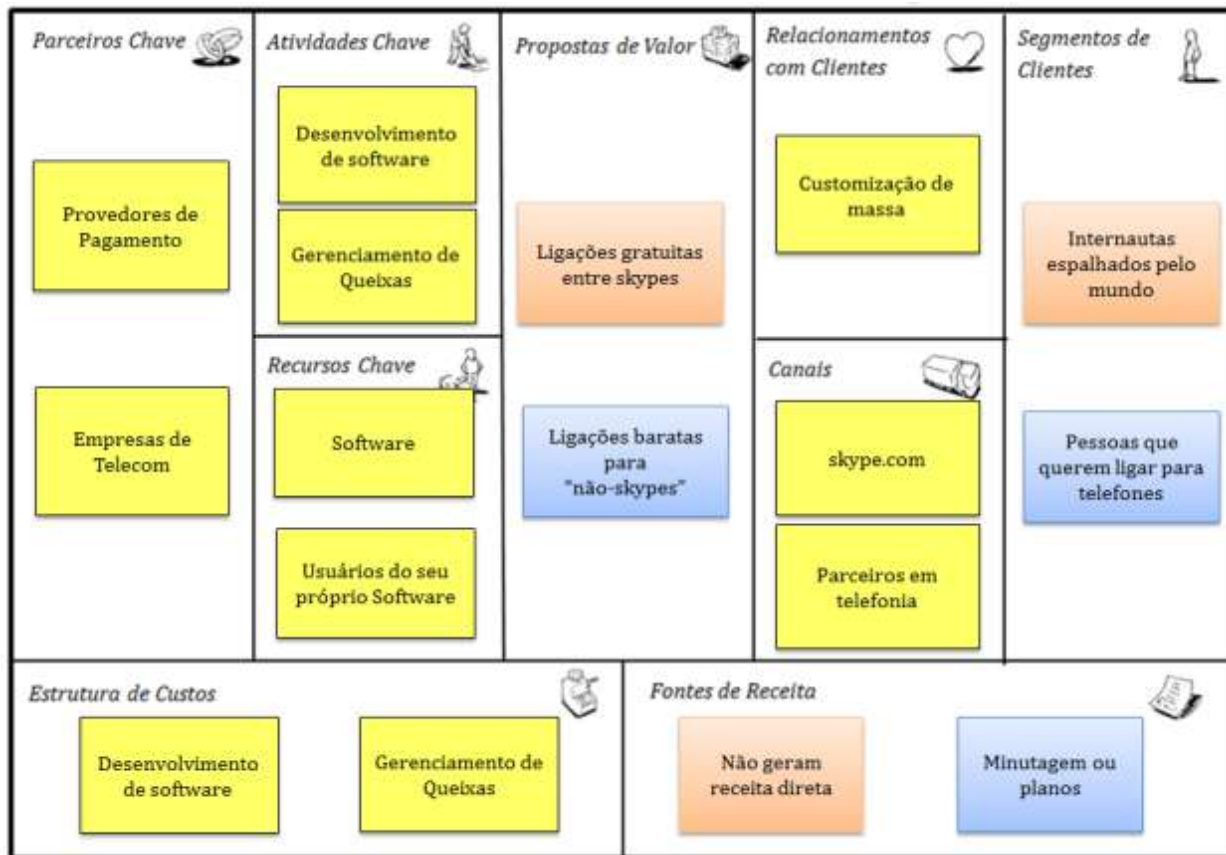 Parceiros Chave
Provedores de
Pagamento
Empresas de
Telecom
Atividades Chave
Desenvolvimento
de software
Gerenciamento de
Queixas
Recursos Chave
Software
Usuários do seu
próprio Software
Propostas de Valor
Ligações gratuitas
entre skypes
Ligações baratas
para
"não-skypes"
Relacionamentos
com Clientes
Customização de
massa
Canais
skype.com
Parceiros em
telefonia
Segmentos de
Clientes
Internautas
espalhados pelo
mundo
Pessoas que
querem ligar para
telefones
Estrutura de Custos
Desenvolvimento
de software
Gerenciamento de
Queixas
Fontes de Receita
Não geram
receita direta
Minutagem ou
planos